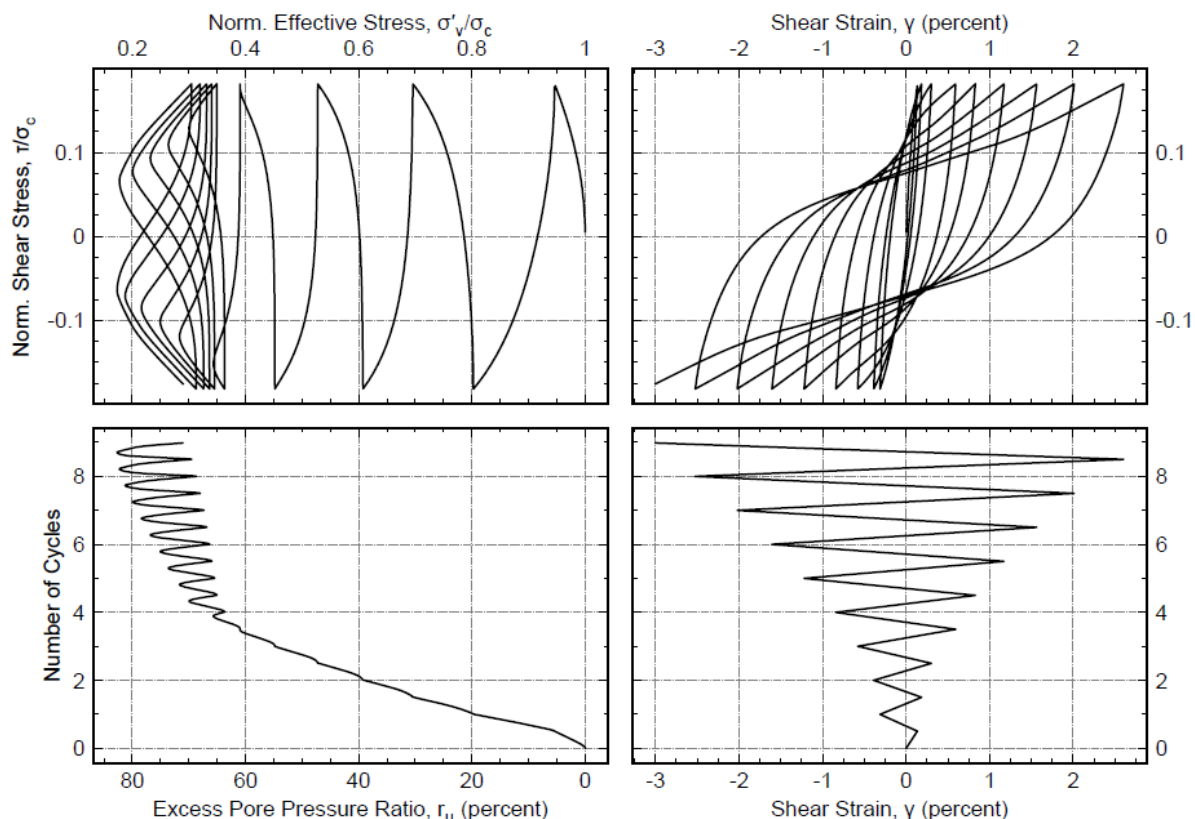 Norm. Effective Stress, σ′v/σc
Shear Strain, γ (percent)
0.2 0.4 0.6 0.8 1
-3 -2 -1 0 1 2
Norm. Shear Stress, τ/σc
0.1
0
-0.1
0.1
0
-0.1
Number of Cycles
8
6
4
2
0
8
6
4
2
0
80 60 40 20 0
-3 -2 -1 0 1 2
Excess Pore Pressure Ratio, ru (percent)
Shear Strain, γ (percent)